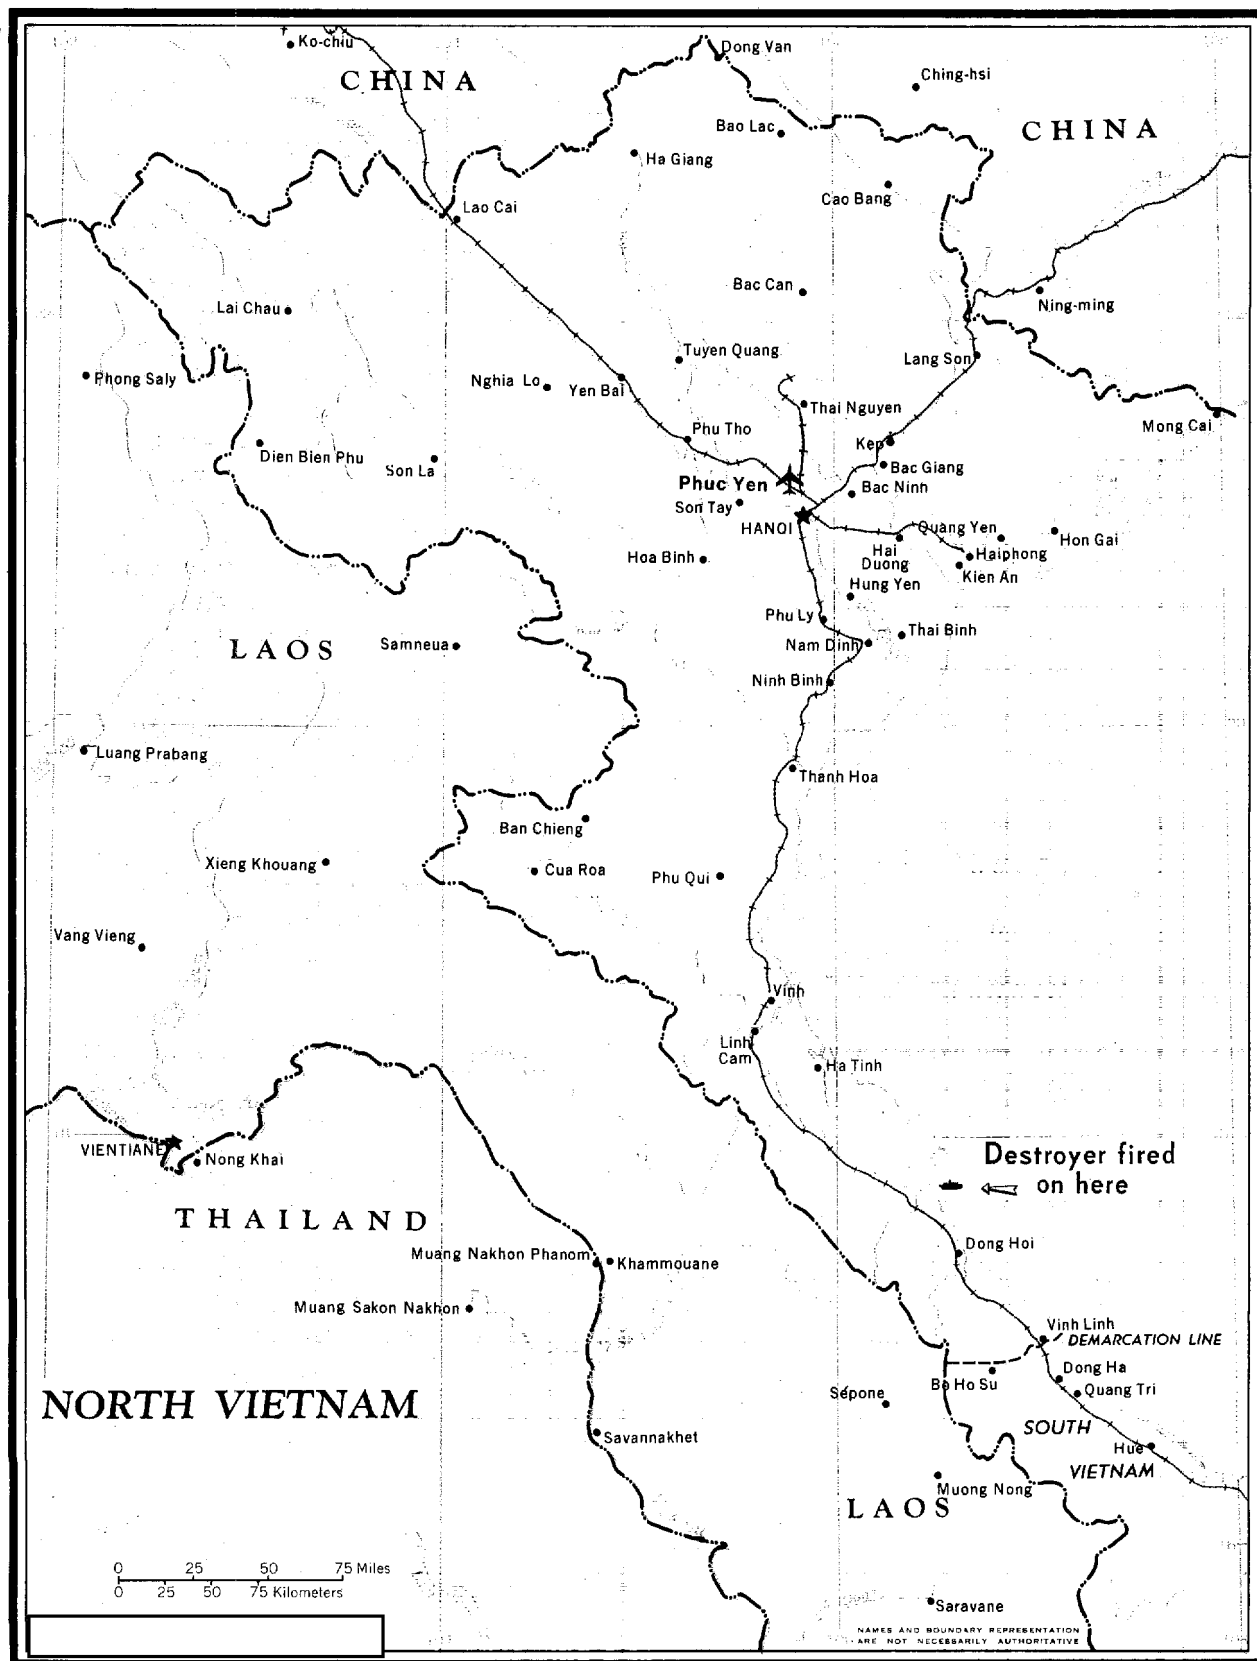 Ko-chiu
Dong Van
CHINA
Ching-hsi
Bao Lac
CHINA
Ha Giang
Cao Bang
Lao Cai
Bac Can
Ning-ming
Lai Chau
Tuyen Quang
Lang Son
Phong Saly
Nghia Lo
Yen Bai
Thai Nguyen
Mong Cai
Phu Tho
Kep
Dien Bien Phu
Son La
Bac Giang
Phuc Yen
Bac Ninh
Son Tay
HANOI
Quang Yen
Hon Gai
Hai
Duong
Haiphong
Hoa Binh
Kien An
Hung Yen
Phu Ly
Thai Binh
LAOS
Samneua
Nam Dinh
Ninh Binh
Luang Prabang
Thanh Hoa
Ban Chieng
Xieng Khouang
Cua Roa
Phu Qui
Vang Vieng
Vinh
Linh
Cam
Ha Tinh
VIENTIANE
Nong Khai
Destroyer fired
on here
THAILAND
Dong Hoi
Muang Nakhon Phanom
Khammouane
Muang Sakon Nakhon
Vinh Linh
DEMARCATION LINE
Dong Ha
Bo Ho Su
Quang Tri
Sépone
NORTH VIETNAM
SOUTH
VIETNAM
Hue
Savannakhet
Muong Nong
LAOS
0 25 50 75 Miles
0 25 50 75 Kilometers
Saravane
NAMES AND BOUNDARY REPRESENTATION
ARE NOT NECESSARILY AUTHORITATIVE